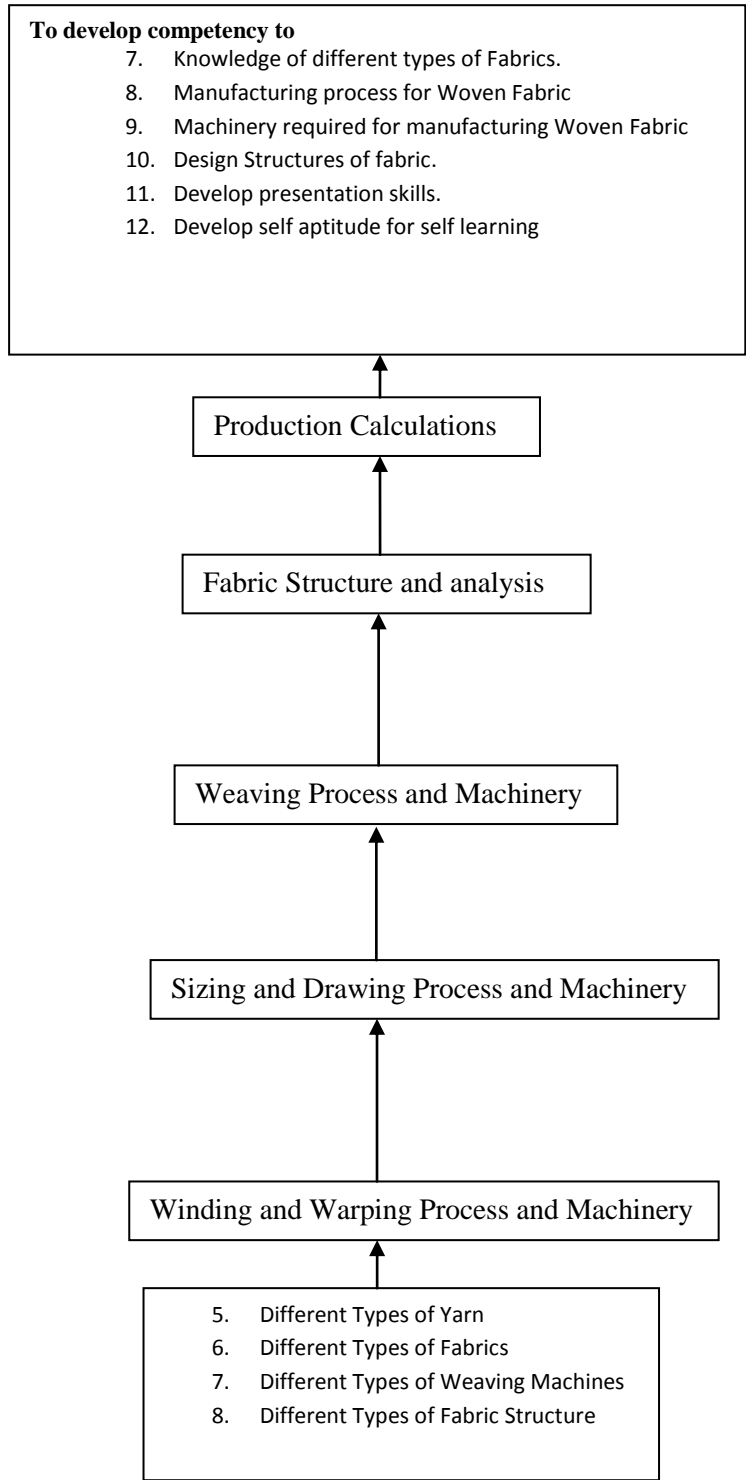 To develop competency to
7. Knowledge of different types of Fabrics.
8. Manufacturing process for Woven Fabric
9. Machinery required for manufacturing Woven Fabric
10. Design Structures of fabric.
11. Develop presentation skills.
12. Develop self aptitude for self learning
Production Calculations
Fabric Structure and analysis
Weaving Process and Machinery
Sizing and Drawing Process and Machinery
Winding and Warping Process and Machinery
5. Different Types of Yarn
6. Different Types of Fabrics
7. Different Types of Weaving Machines
8. Different Types of Fabric Structure